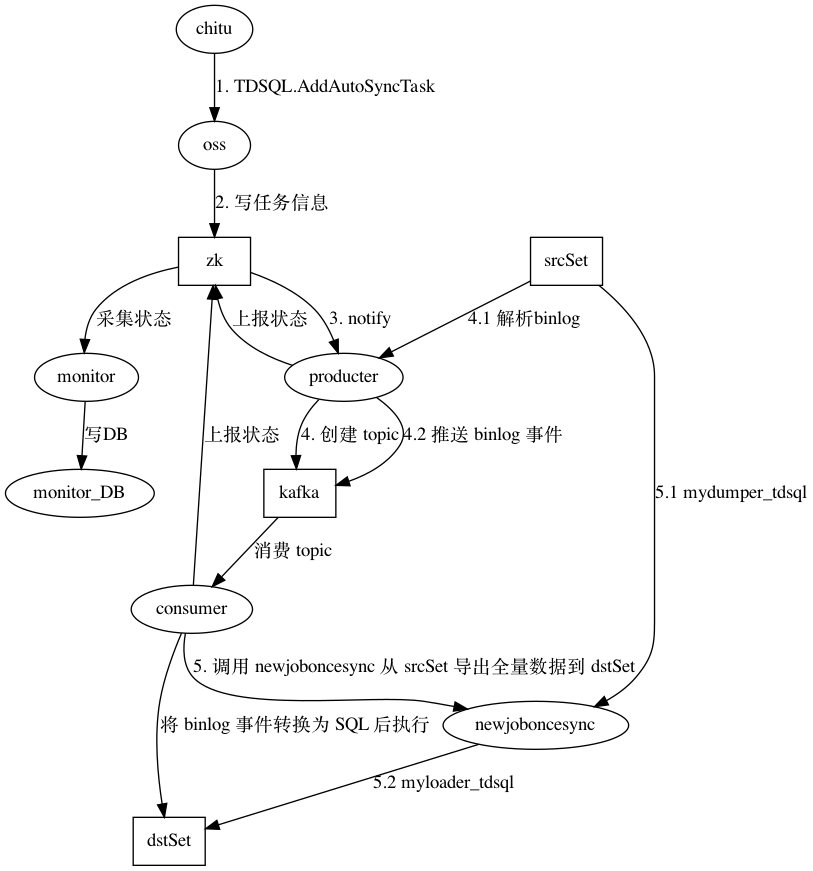 chitu
1. TDSQL.AddAutoSyncTask
oss
2. 写任务信息
zk
srcSet
采集状态
上报状态
3. notify
4.1 解析binlog
monitor
producter
写DB
上报状态
4. 创建 topic
4.2 推送 binlog 事件
monitor_DB
kafka
5.1 mydumper_tdsql
消费 topic
consumer
5. 调用 newjoboncesync 从 srcSet 导出全量数据到 dstSet
将 binlog 事件转换为 SQL 后执行
newjoboncesync
5.2 myloader_tdsql
dstSet